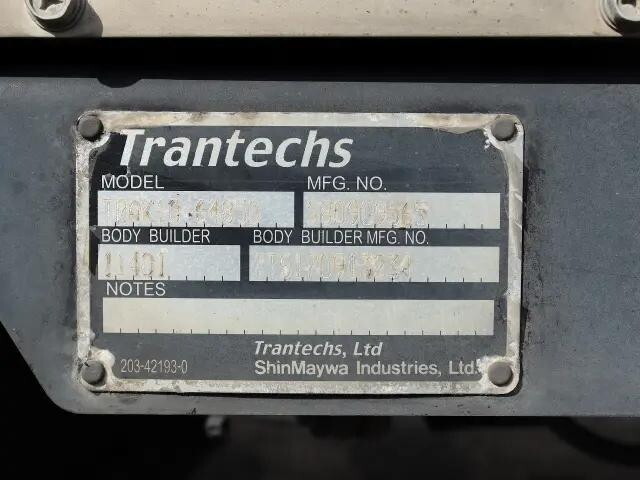 Trantechs
MODEL MFG. NO.
BODY BUILDER BODY BUILDER MFG. NO.
11401
NOTES
203-42193-0 Trantechs, Ltd
ShinMaywa Industries, Ltd.